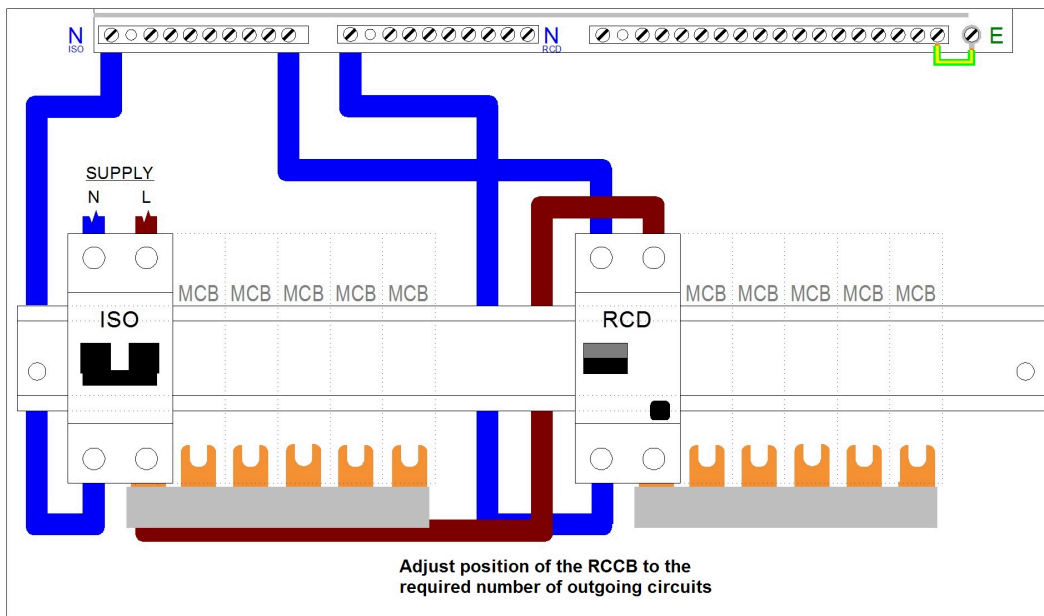 N
ISO
N
RCD
E
SUPPLY
N L
MCB MCB MCB MCB MCB
MCB MCB MCB MCB MCB
ISO
RCD
Adjust position of the RCCB to the
required number of outgoing circuits